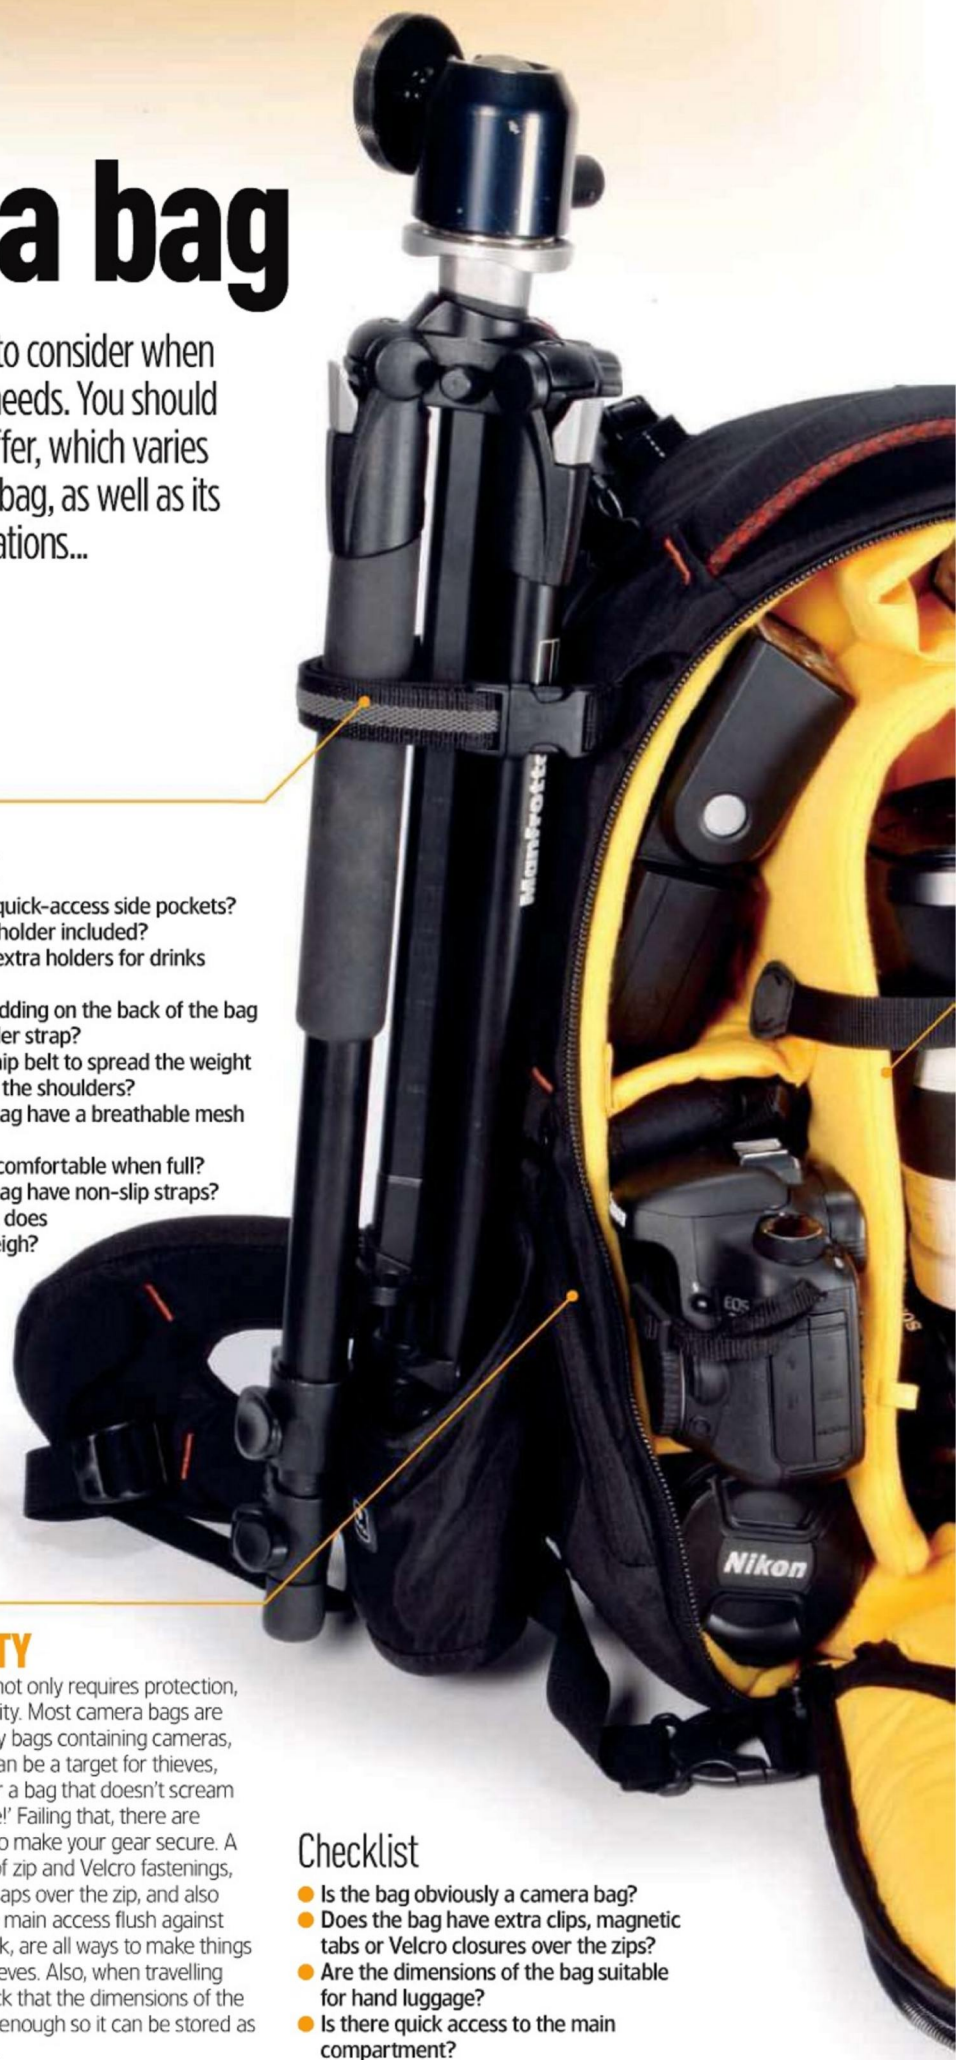 a bag
to consider when
needs. You should
ffer, which varies
bag, as well as its
ations...
Manfrotto
quick-access side pockets?
holder included?
extra holders for drinks
dding on the back of the bag
er strap?
ip belt to spread the weight
the shoulders?
ag have a breathable mesh
comfortable when full?
ag have non-slip straps?
does
igh?
EOS
Nikon
TY
not only requires protection,
ity. Most camera bags are
y bags containing cameras,
an be a target for thieves,
r a bag that doesn't scream
e!' Failing that, there are
o make your gear secure. A
of zip and Velcro fastenings,
aps over the zip, and also
main access flush against
k, are all ways to make things
eves. Also, when travelling
ck that the dimensions of the
enough so it can be stored as
Checklist
Is the bag obviously a camera bag?
Does the bag have extra clips, magnetic
tabs or Velcro closures over the zips?
Are the dimensions of the bag suitable
for hand luggage?
Is there quick access to the main
compartment?